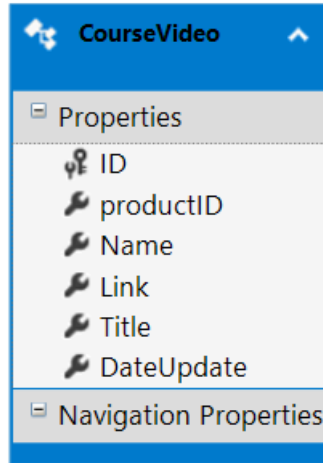 CourseVideo
Properties
ID
productID
Name
Link
Title
DateUpdate
Navigation Properties